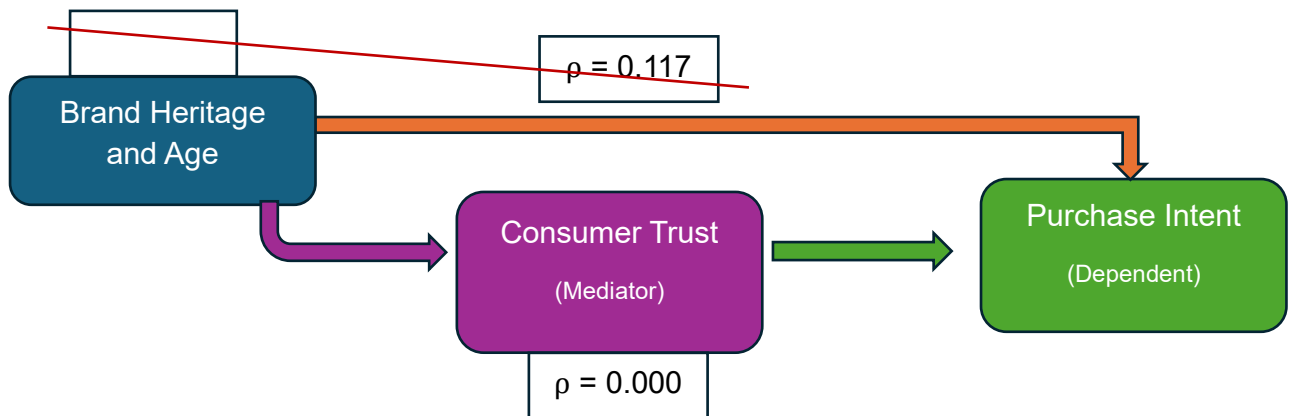 ρ = 0.117
Brand Heritage
and Age
Consumer Trust
(Mediator)
Purchase Intent
(Dependent)
ρ = 0.000